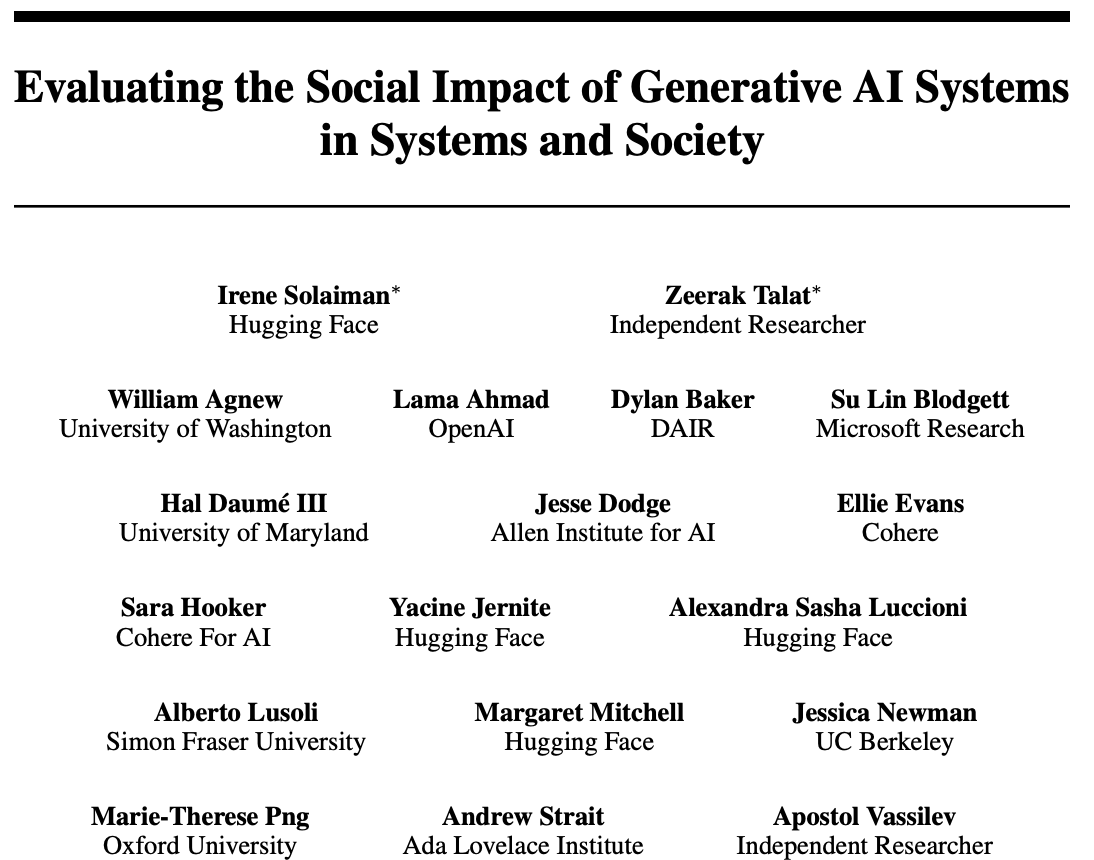 Evaluating the Social Impact of Generative AI Systems
in Systems and Society
Irene Solaiman* Zeerak Talat*
Hugging Face Independent Researcher
William Agnew Lama Ahmad Dylan Baker Su Lin Blodgett
University of Washington OpenAI DAIR Microsoft Research
Hal Daumé III Jesse Dodge Ellie Evans
University of Maryland Allen Institute for AI Cohere
Sara Hooker Yacine Jernite Alexandra Sasha Luccioni
Cohere For AI Hugging Face Hugging Face
Alberto Lusoli Margaret Mitchell Jessica Newman
Simon Fraser University Hugging Face UC Berkeley
Marie-Therese Png Andrew Strait Apostol Vassilev
Oxford University Ada Lovelace Institute Independent Researcher